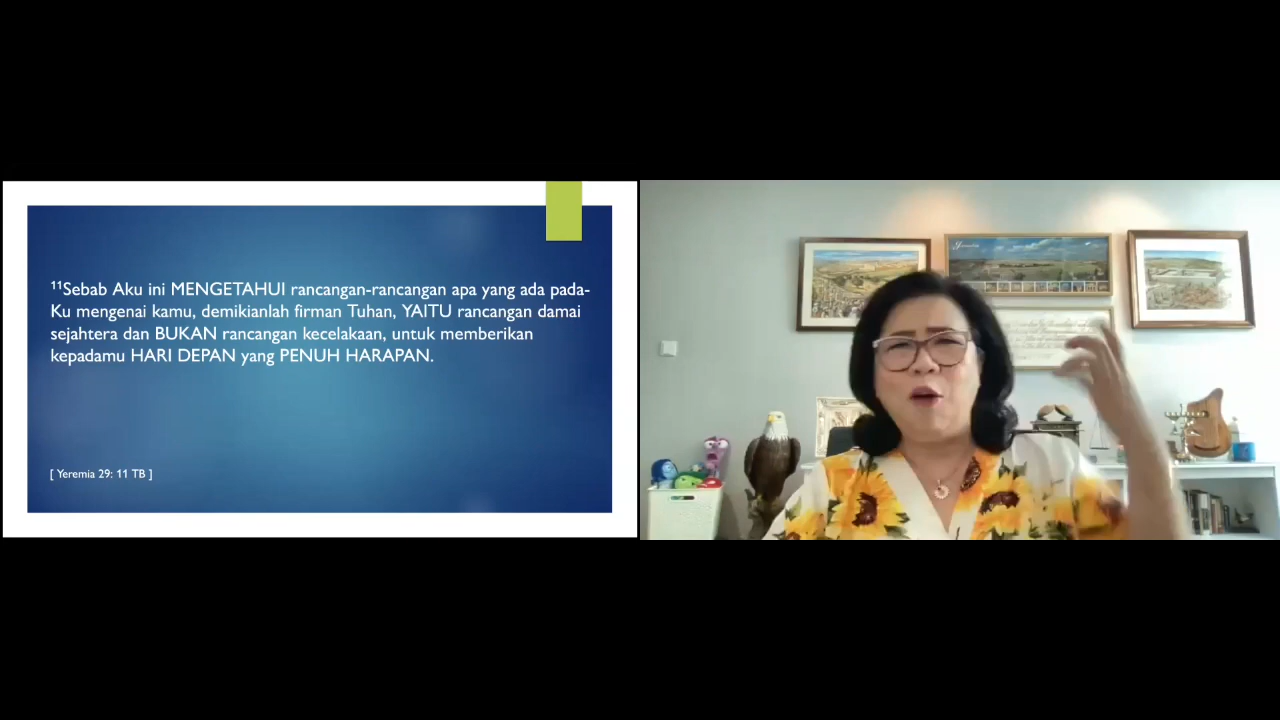 ¹¹Sebab Aku ini MENGETAHUI rancangan-rancangan apa yang ada pada-
Ku mengenai kamu, demikianlah firman Tuhan, YAITU rancangan damai
sejahtera dan BUKAN rancangan kecelakaan, untuk memberikan
kepadamu HARI DEPAN yang PENUH HARAPAN.
[ Yeremia 29: 11 TB ]